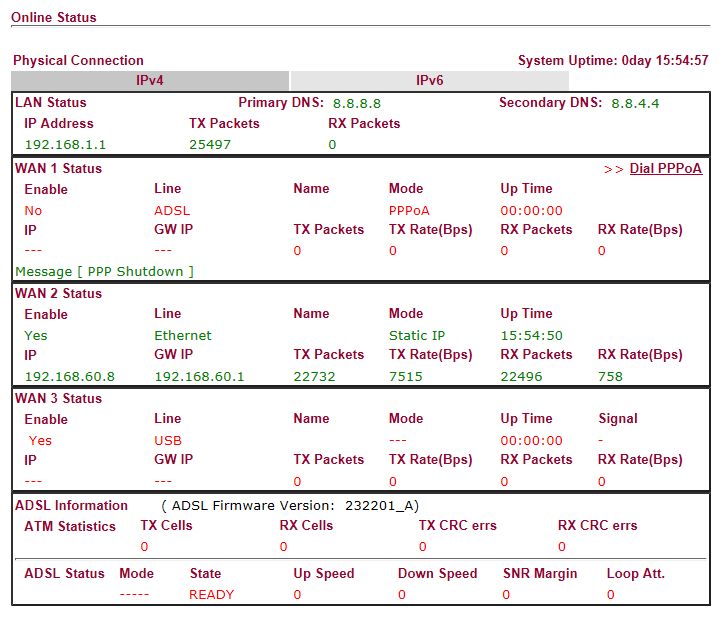 Online Status
Physical Connection System Uptime: 0day 15:54:57
IPv4 IPv6
LAN Status Primary DNS: 8.8.8.8 Secondary DNS: 8.8.4.4
IP Address TX Packets RX Packets
192.168.1.1 25497 0
WAN 1 Status >> Dial PPPoA
Enable Line Name Mode Up Time
No ADSL PPPoA 00:00:00
IP GW IP TX Packets TX Rate(Bps) RX Packets RX Rate(Bps)
--- --- 0 0 0 0
Message [ PPP Shutdown ]
WAN 2 Status
Enable Line Name Mode Up Time
Yes Ethernet Static IP 15:54:50
IP GW IP TX Packets TX Rate(Bps) RX Packets RX Rate(Bps)
192.168.60.8 192.168.60.1 22732 7515 22496 758
WAN 3 Status
Enable Line Name Mode Up Time Signal
Yes USB --- 00:00:00 -
IP GW IP TX Packets TX Rate(Bps) RX Packets RX Rate(Bps)
--- --- 0 0 0 0
ADSL Information ( ADSL Firmware Version: 232201_A)
ATM Statistics TX Cells RX Cells TX CRC errs RX CRC errs
0 0 0 0
ADSL Status Mode State Up Speed Down Speed SNR Margin Loop Att.
----- READY 0 0 0 0